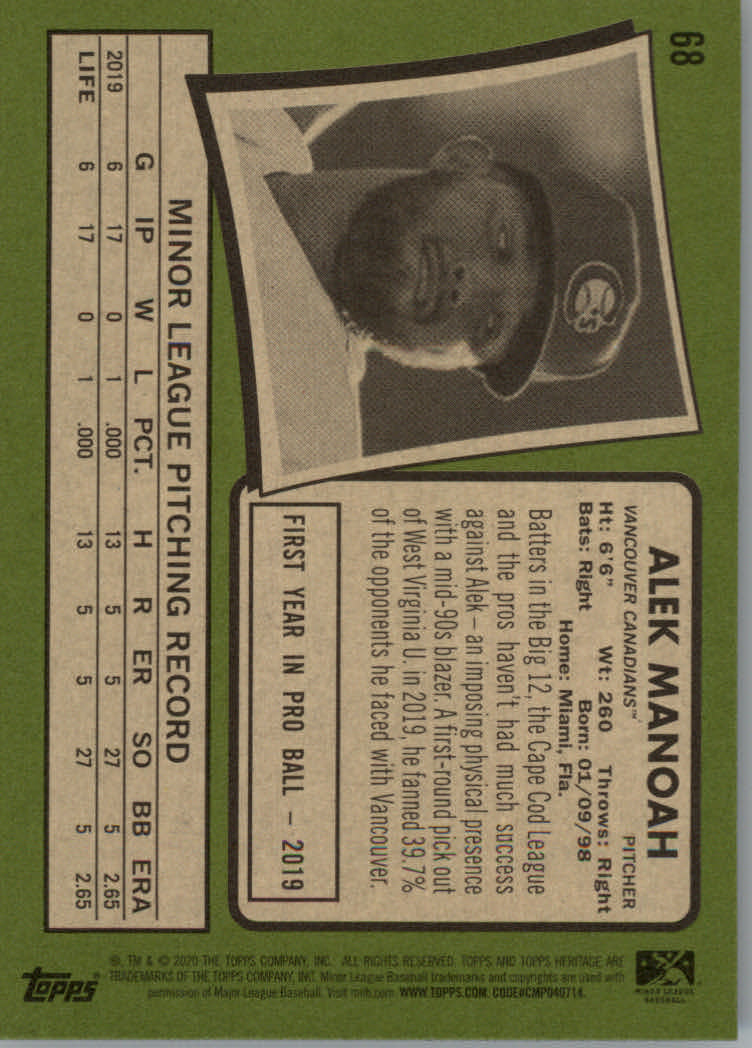 68
ALEK MANOAH
VANCOUVER CANADIANS™ PITCHER
Ht: 6'6" Wt: 260 Throws: Right
Bats: Right Born: 01/09/98
Home: Miami, Fla.
Batters in the Big 12, the Cape Cod League
and the pros haven't had much success
against Alek – an imposing physical presence
with a mid-90s blazer. A first-round pick out
of West Virginia U. in 2019, he fanned 39.7%
of the opponents he faced with Vancouver.
FIRST YEAR IN PRO BALL – 2019
MINOR LEAGUE PITCHING RECORD
G IP W L PCT. H R ER SO BB ERA
2019 6 17 0 1 .000 13 5 5 27 5 2.65
LIFE 6 17 0 1 .000 13 5 5 27 5 2.65
MINOR LEAGUE
BASEBALL
®, TM & © 2020 THE TOPPS COMPANY, INC. ALL RIGHTS RESERVED. TOPPS AND TOPPS HERITAGE ARE
TRADEMARKS OF THE TOPPS COMPANY, INC. Minor League Baseball trademarks and copyrights are used with
permission of Major League Baseball. Visit milb.com WWW.TOPPS.COM. CODE#CMP040714.
topps®